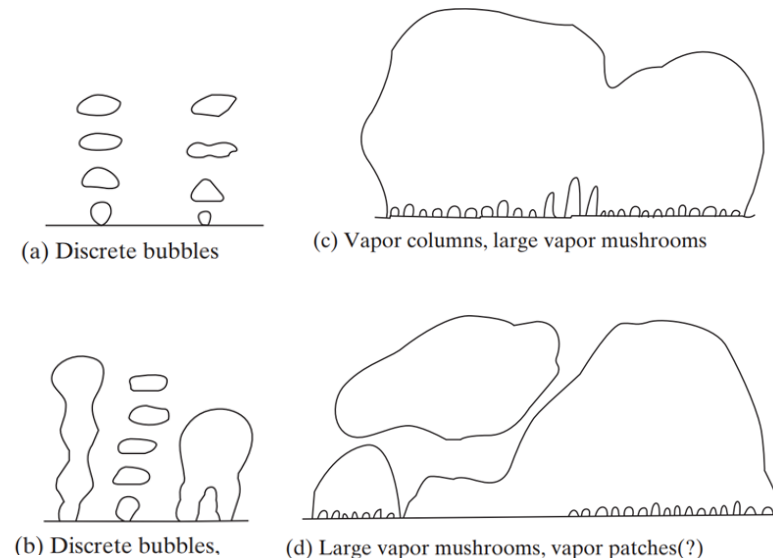 (a) Discrete bubbles
(c) Vapor columns, large vapor mushrooms
(b) Discrete bubbles,
(d) Large vapor mushrooms, vapor patches(?)